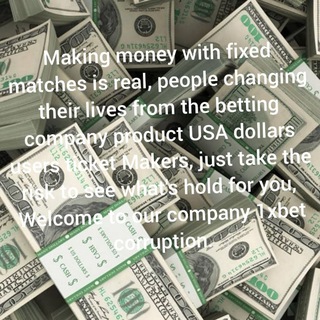 Making money with fixed
matches is real, people changing
their lives from the betting
company product USA dollars
users ticket Makers, just take the
risk to see what's hold for you,
Welcome to our company 1xbet
corruption.